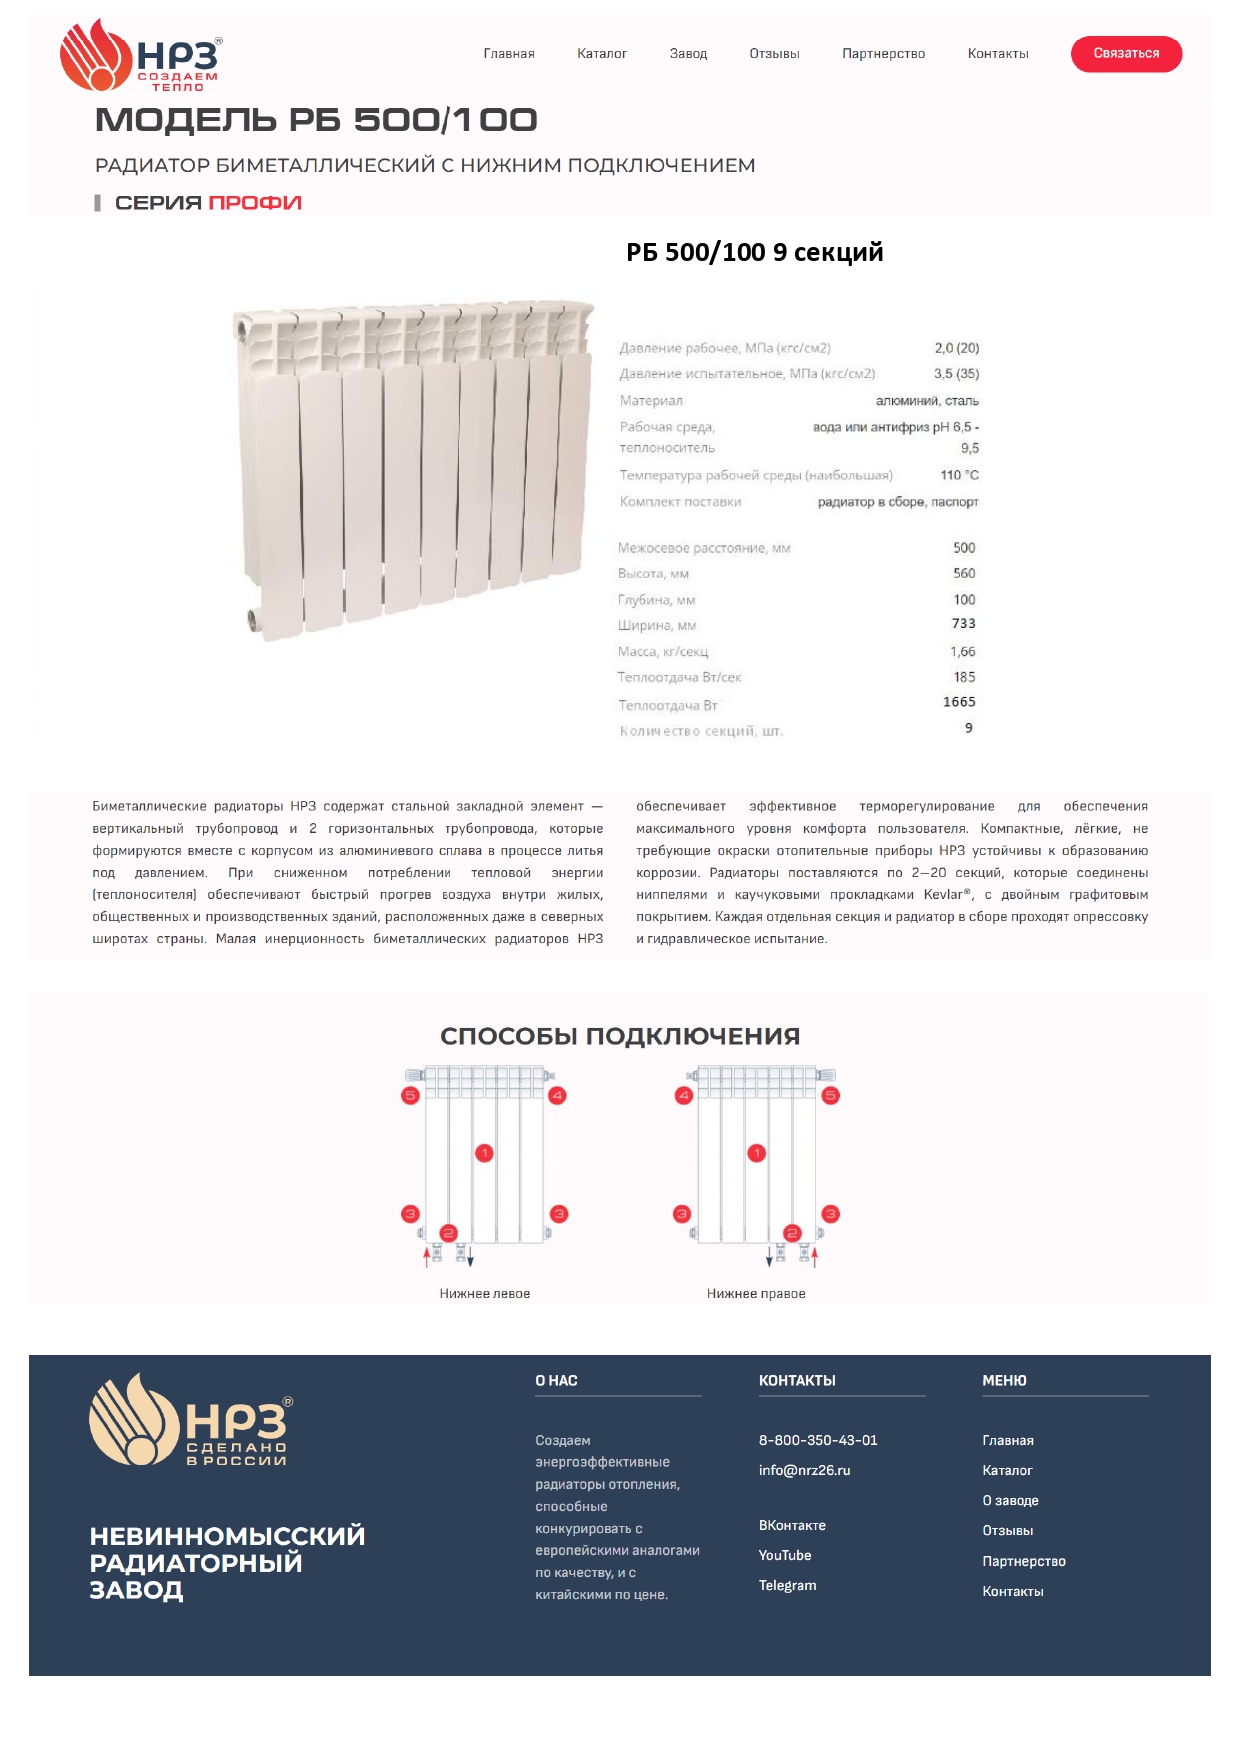 НРЗ®
СОЗДАЕМ
ТЕПЛО
Главная Каталог Завод Отзывы Партнерство Контакты Связаться
МОДЕЛЬ РБ 500/100
РАДИАТОР БИМЕТАЛЛИЧЕСКИЙ С НИЖНИМ ПОДКЛЮЧЕНИЕМ
СЕРИЯ ПРОФИ
РБ 500/100 9 секций
Давление рабочее, МПа (кгс/см2) 2,0 (20)
Давление испытательное, МПа (кгс/см2) 3,5 (35)
Материал алюминий, сталь
Рабочая среда, вода или антифриз pH 6,5 -
теплоноситель 9,5
Температура рабочей среды (наибольшая) 110 °C
Комплект поставки радиатор в сборе, паспорт
Межосевое расстояние, мм 500
Высота, мм 560
Глубина, мм 100
Ширина, мм 733
Масса, кг/секц 1,66
Теплоотдача Вт/сек 185
Теплоотдача Вт 1665
Количество секций, шт. 9
Биметаллические радиаторы НРЗ содержат стальной закладной элемент —
вертикальный трубопровод и 2 горизонтальных трубопровода, которые
формируются вместе с корпусом из алюминиевого сплава в процессе литья
под давлением. При сниженном потреблении тепловой энергии
(теплоносителя) обеспечивают быстрый прогрев воздуха внутри жилых,
общественных и производственных зданий, расположенных даже в северных
широтах страны. Малая инерционность биметаллических радиаторов НРЗ
обеспечивает эффективное терморегулирование для обеспечения
максимального уровня комфорта пользователя. Компактные, лёгкие, не
требующие окраски отопительные приборы НРЗ устойчивы к образованию
коррозии. Радиаторы поставляются по 2–20 секций, которые соединены
ниппелями и каучуковыми прокладками Kevlar®, с двойным графитовым
покрытием. Каждая отдельная секция и радиатор в сборе проходят опрессовку
и гидравлическое испытание.
СПОСОБЫ ПОДКЛЮЧЕНИЯ
5 4 4 5
1 1
3 3 3 3
2 2
Нижнее левое Нижнее правое
НРЗ®
СДЕЛАНО
В РОССИИ
НЕВИННОМЫССКИЙ
РАДИАТОРНЫЙ
ЗАВОД
О НАС
Создаем
энергоэффективные
радиаторы отопления,
способные
конкурировать с
европейскими аналогами
по качеству, и с
китайскими по цене.
КОНТАКТЫ
8-800-350-43-01
info@nrz26.ru
ВКонтакте
YouTube
Telegram
МЕНЮ
Главная
Каталог
О заводе
Отзывы
Партнерство
Контакты